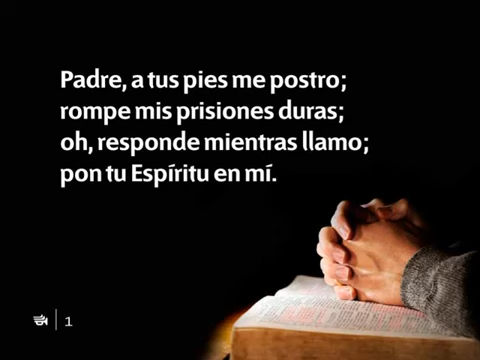 Padre, a tus pies me postro;
rompe mis prisiones duras;
oh, responde mientras llamo;
pon tu Espíritu en mí.
1